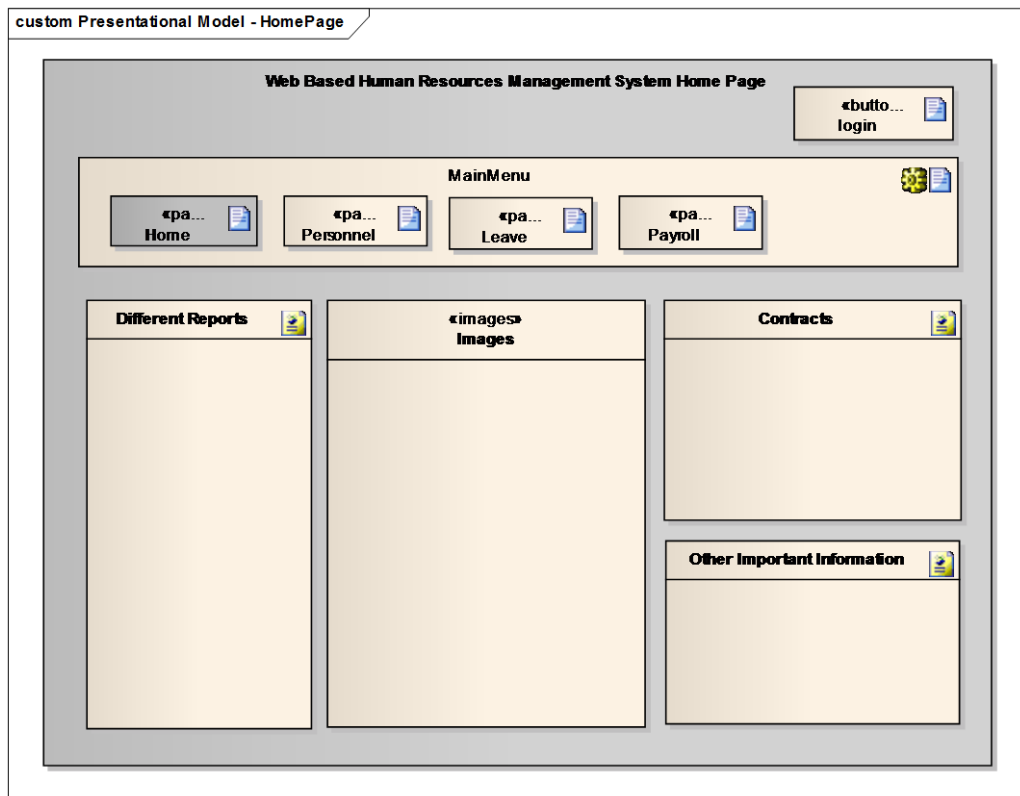 custom Presentational Model - HomePage
Web Based Human Resources Management System Home Page
«butto...
login
MainMenu
«pa...
Home
«pa...
Personnel
«pa...
Leave
«pa...
Payroll
Different Reports
«images»
Images
Contracts
Other Important Information